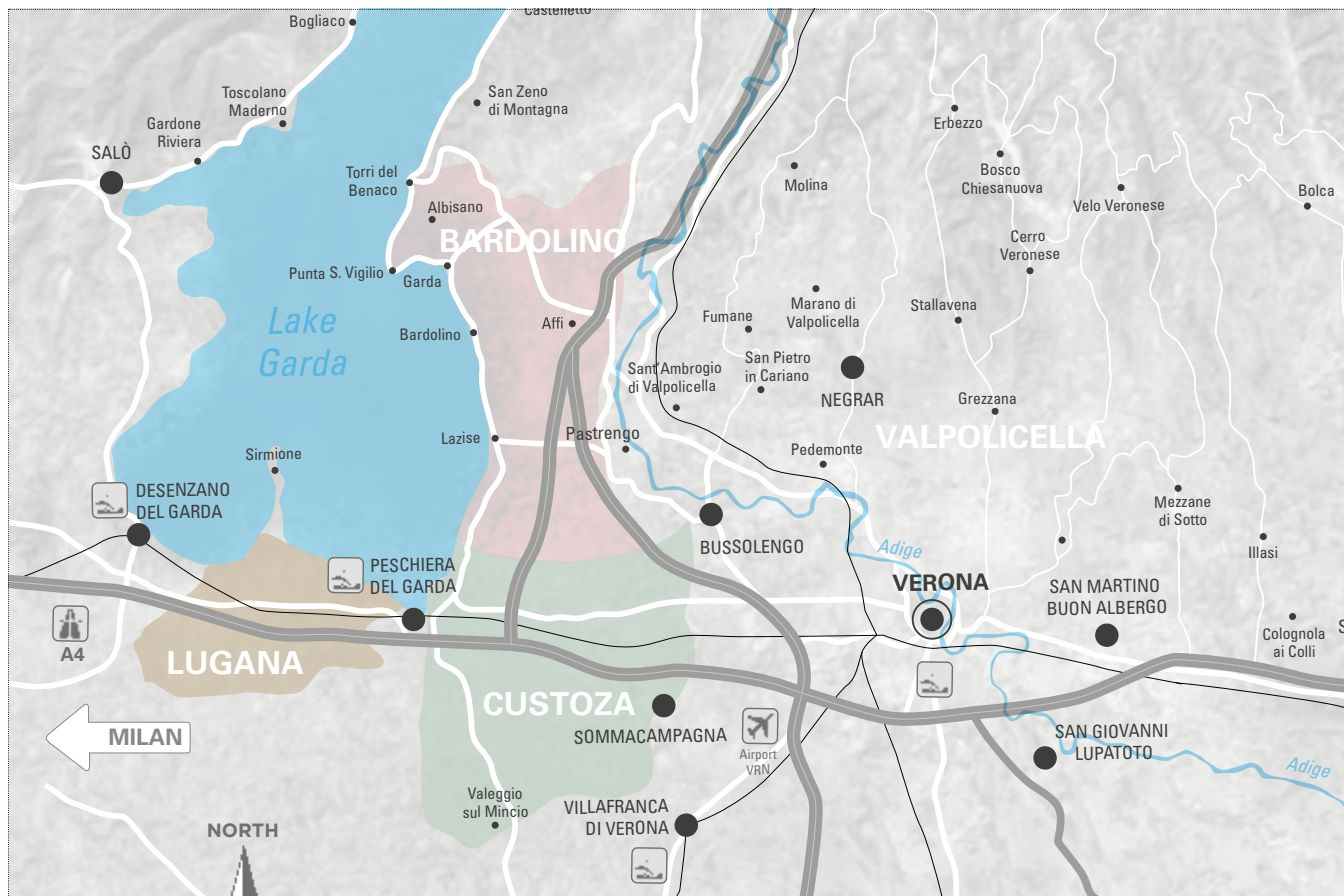 Castelletto
Bogliaco
Toscolano
Maderno
San Zeno
di Montagna
Gardone
Riviera
SALÒ
Erbezzo
Bosco
Chiesanuova
Molina
Velo Veronese
Bolca
Torri del
Benaco
Albisano
BARDOLINO
Cerro
Veronese
Punta S. Vigilio
Garda
Lake
Garda
Bardolino
Affi
Fumane
Marano di
Valpolicella
Stallavena
Sant'Ambrogio
di Valpolicella
San Pietro
in Cariano
NEGRAR
Grezzana
VALPOLICELLA
Lazise
Pastrengo
Pedemonte
Sirmione
DESENZANO
DEL GARDA
Mezzane
di Sotto
Illasi
BUSSOLENGO
Adige
PESCHIERA
DEL GARDA
VERONA
SAN MARTINO
BUON ALBERGO
Colognola
ai Colli
S
A4
LUGANA
CUSTOZA
SOMMACAMPAGNA
MILAN
Airport
VRN
SAN GIOVANNI
LUPATOTO
Adige
Valeggio
sul Mincio
VILLAFRANCA
DI VERONA
NORTH